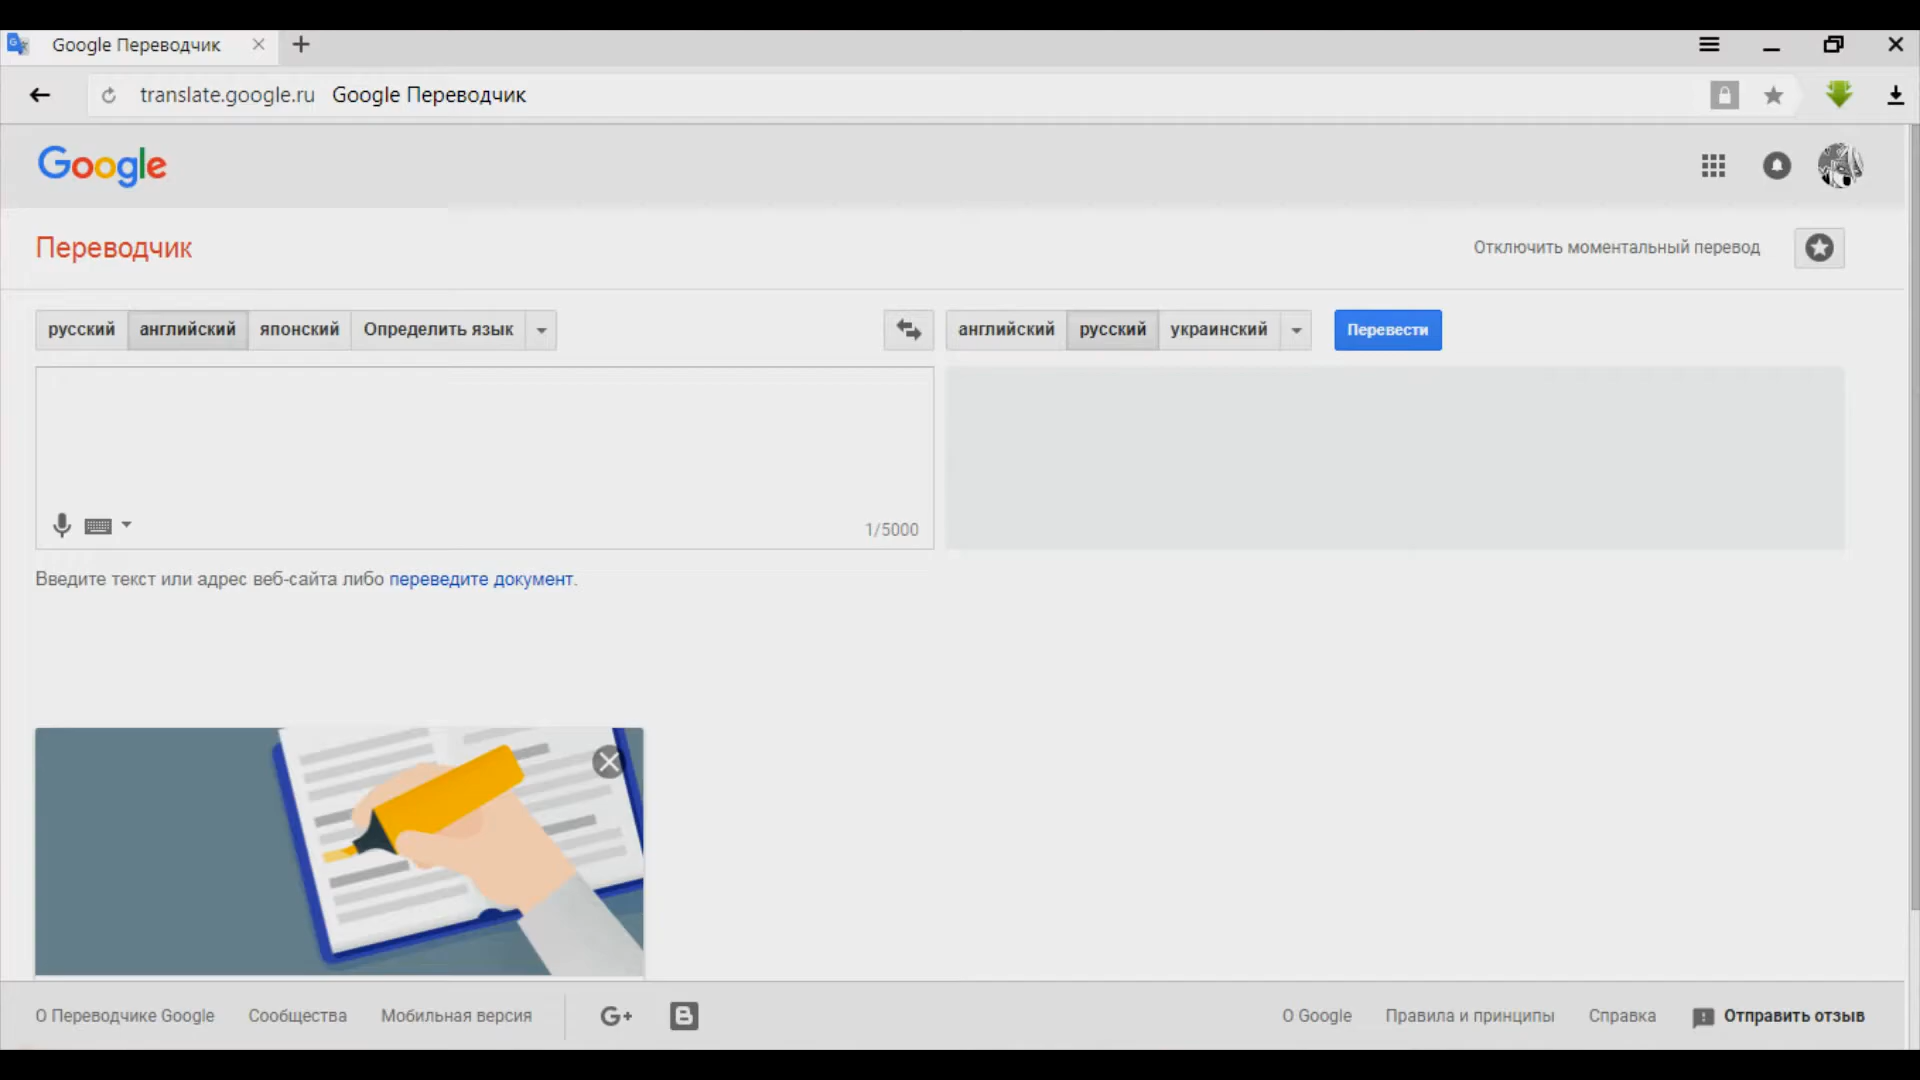 Google Переводчик
translate.google.ru Google Переводчик
Google
Переводчик
Отключить моментальный перевод
русский английский японский Определить язык
английский русский украинский Перевести
1/5000
Введите текст или адрес веб-сайта либо переведите документ.
О Переводчике Google Сообщества Мобильная версия G+ B О Google Правила и принципы Справка Отправить отзыв